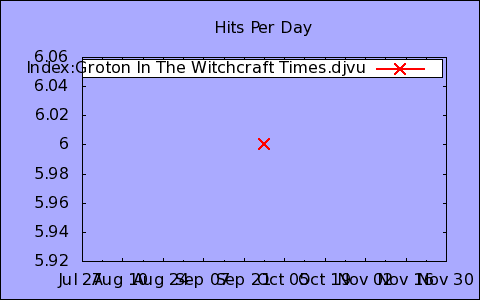 Hits Per Day
6.06
Index:Groton In The Witchcraft Times.djvu
6.04
6.02
6
5.98
5.96
5.94
5.92
Jul 27 Aug 10 Aug 24 Sep 07 Sep 21 Oct 05 Oct 19 Nov 02 Nov 16 Nov 30